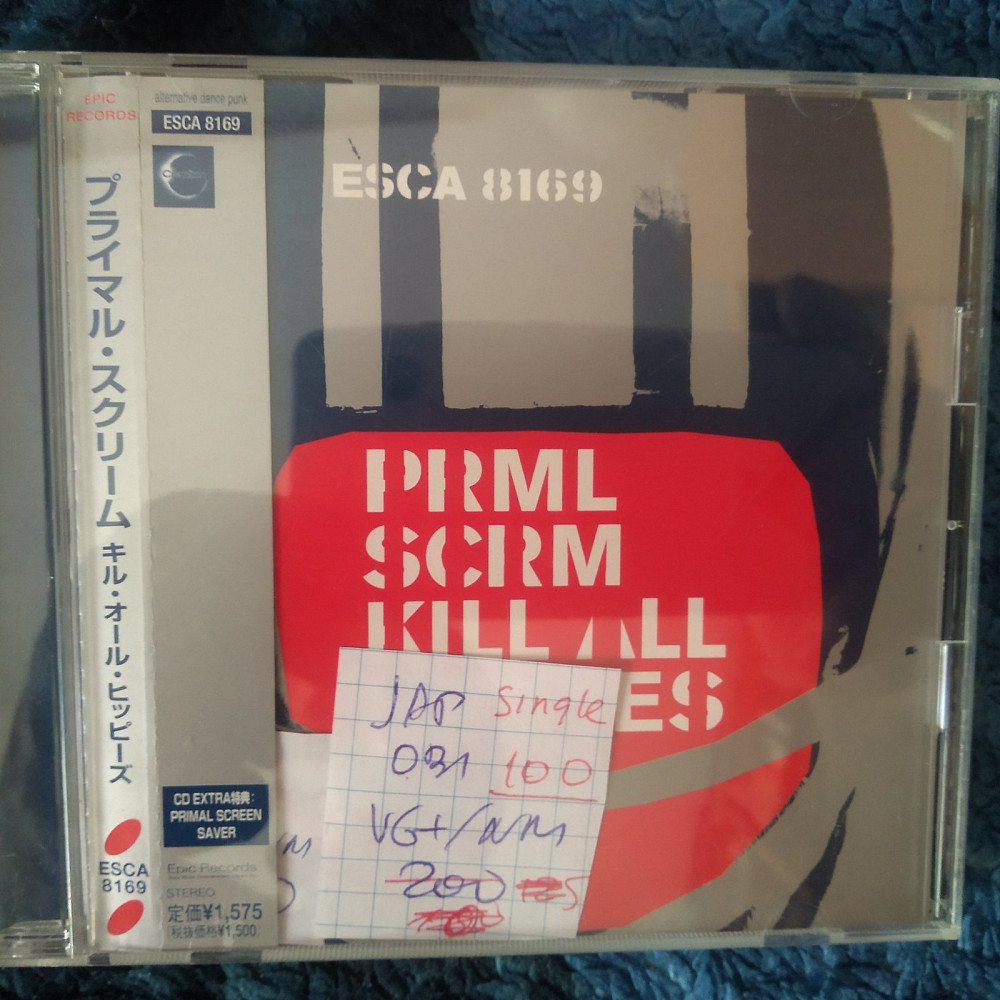 EPIC
RECORDS
プライマル・スクリーム キル・オール・ヒッピーズ
ESCA
8169
alternative dance punk
ESCA 8169
CD EXTRA特典:
PRIMAL SCREEN
SAVER
Epic Records
STEREO
定価¥1,575
税抜価格¥1,500
ESCA 8169
PRML
SCRM
KILL ALL
ES
JAP single
OBI 100
VG+/NM
200